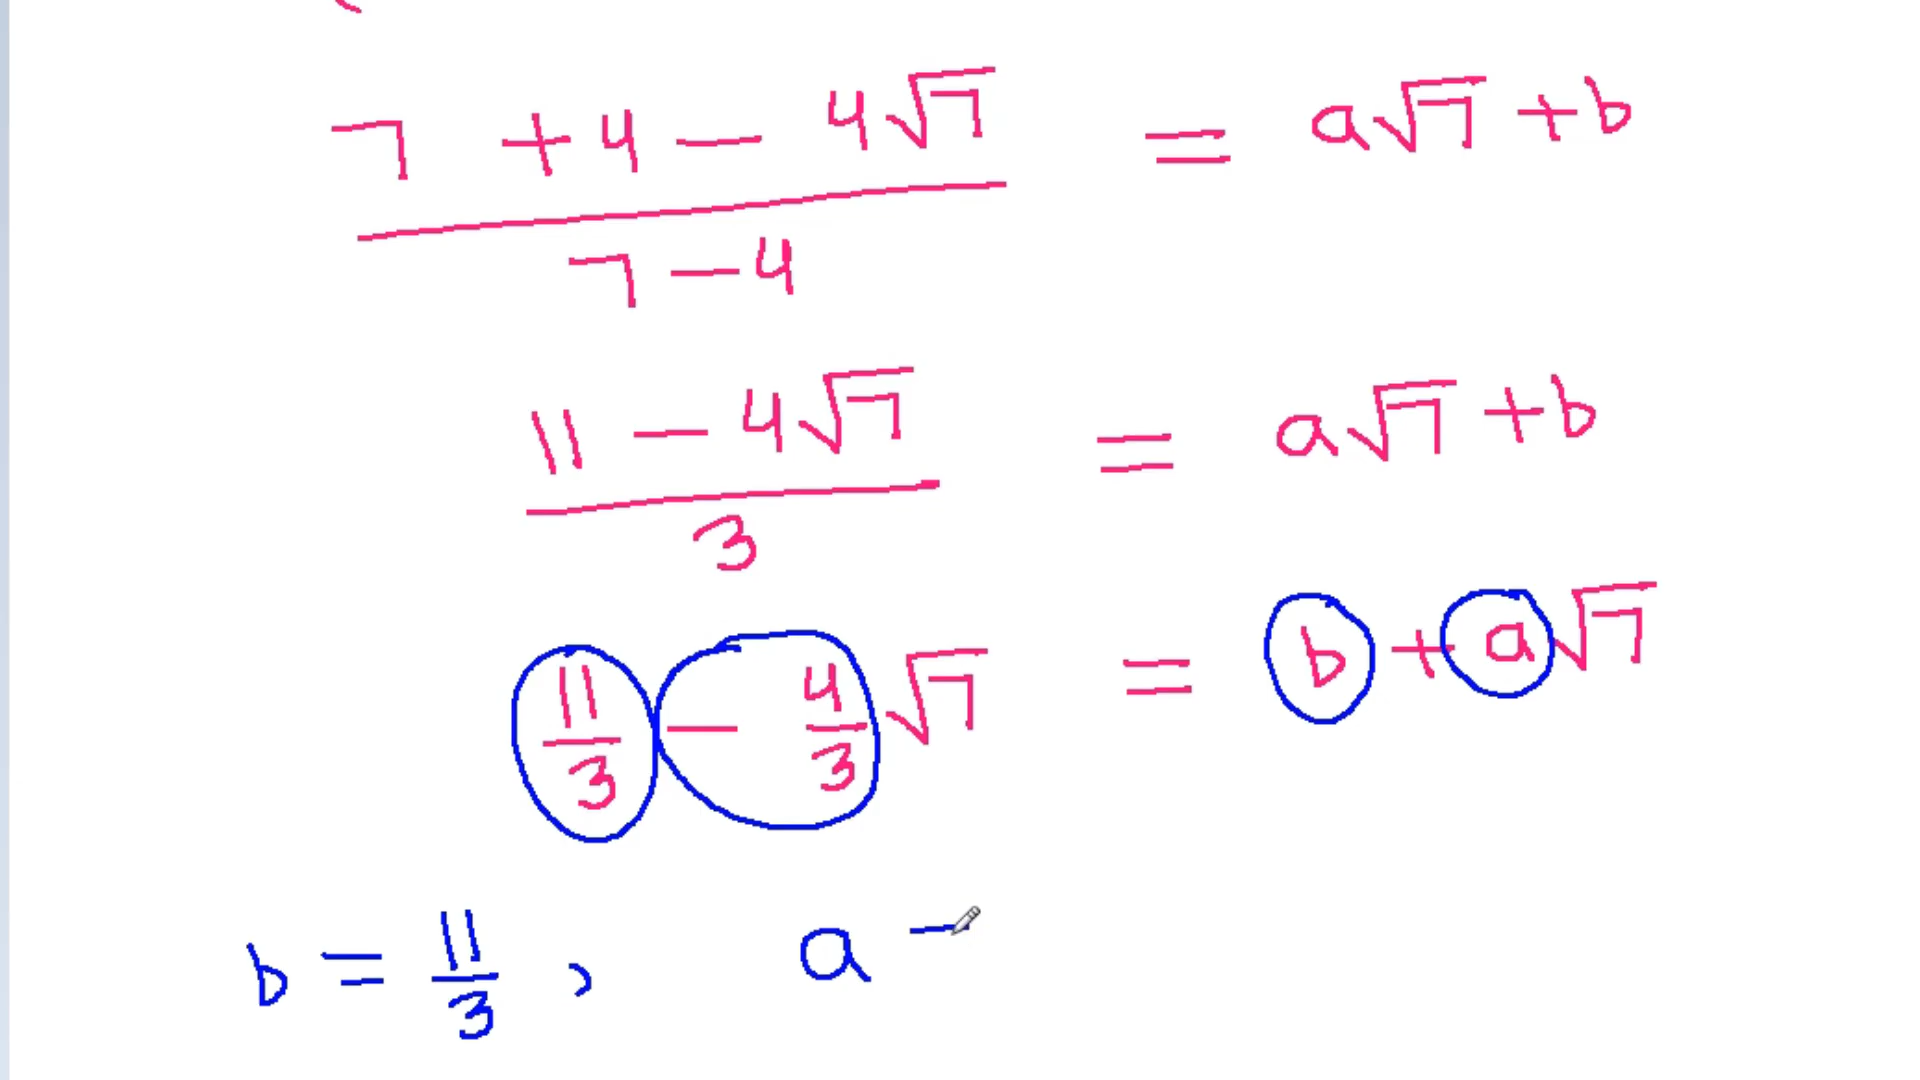 7 + 4 - 4√7 / 7 - 4 = a√7 + b
11 - 4√7 / 3 = a√7 + b
11/3 - 4/3 √7 = b + a√7
b = 11/3 , a -